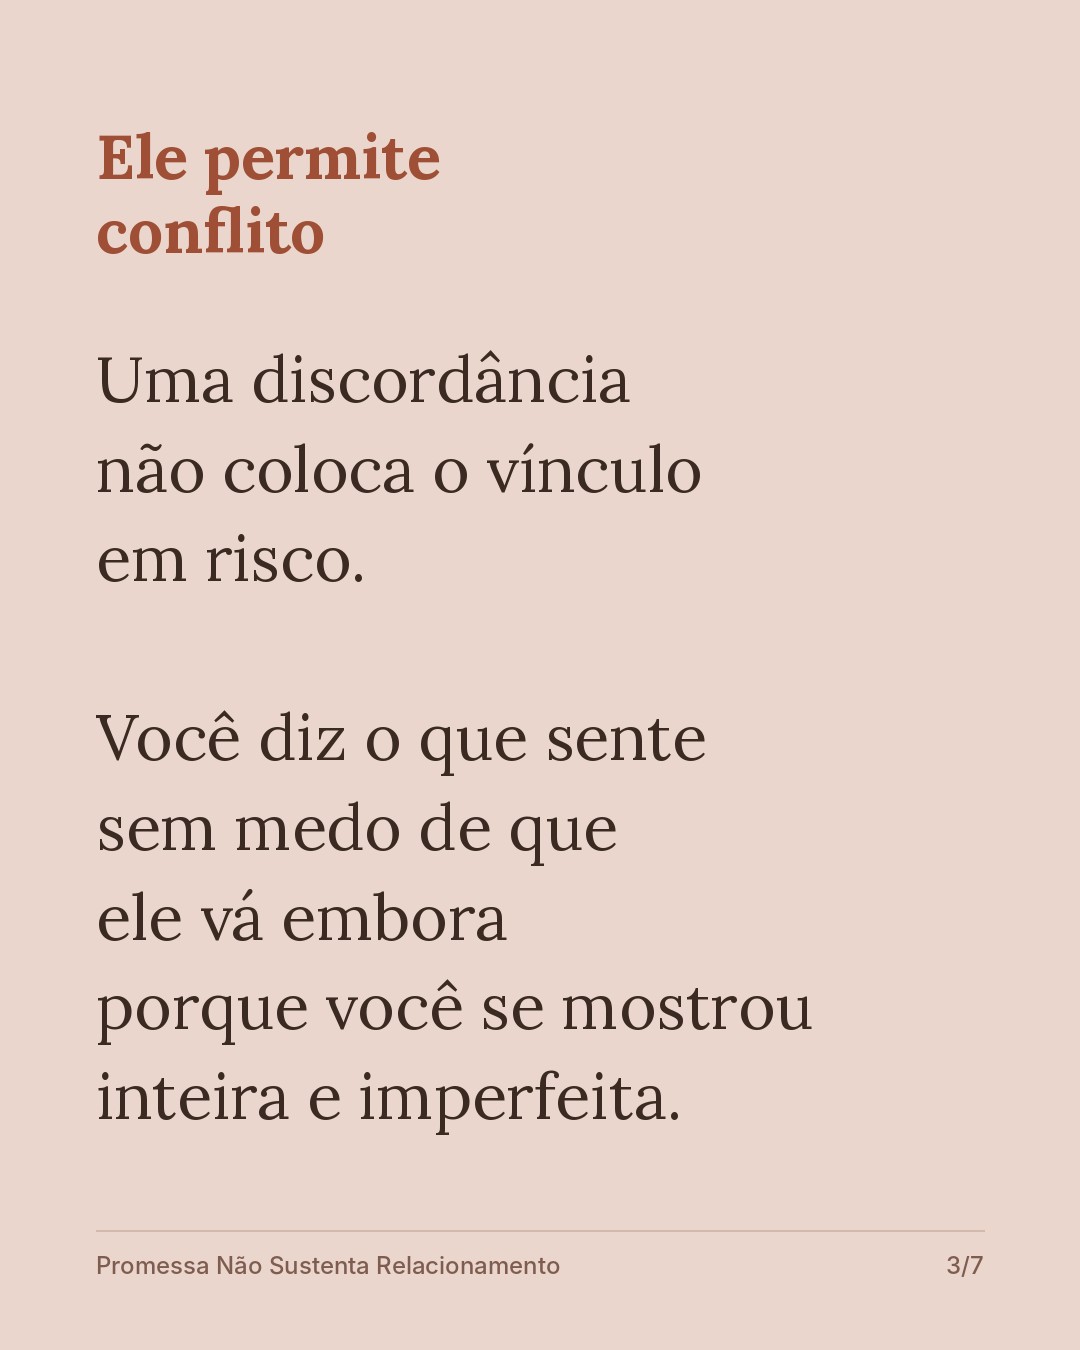 Ele permite
conflito
Uma discordância
não coloca o vínculo
em risco.
Você diz o que sente
sem medo de que
ele vá embora
porque você se mostrou
inteira e imperfeita.
Promessa Não Sustenta Relacionamento
3/7